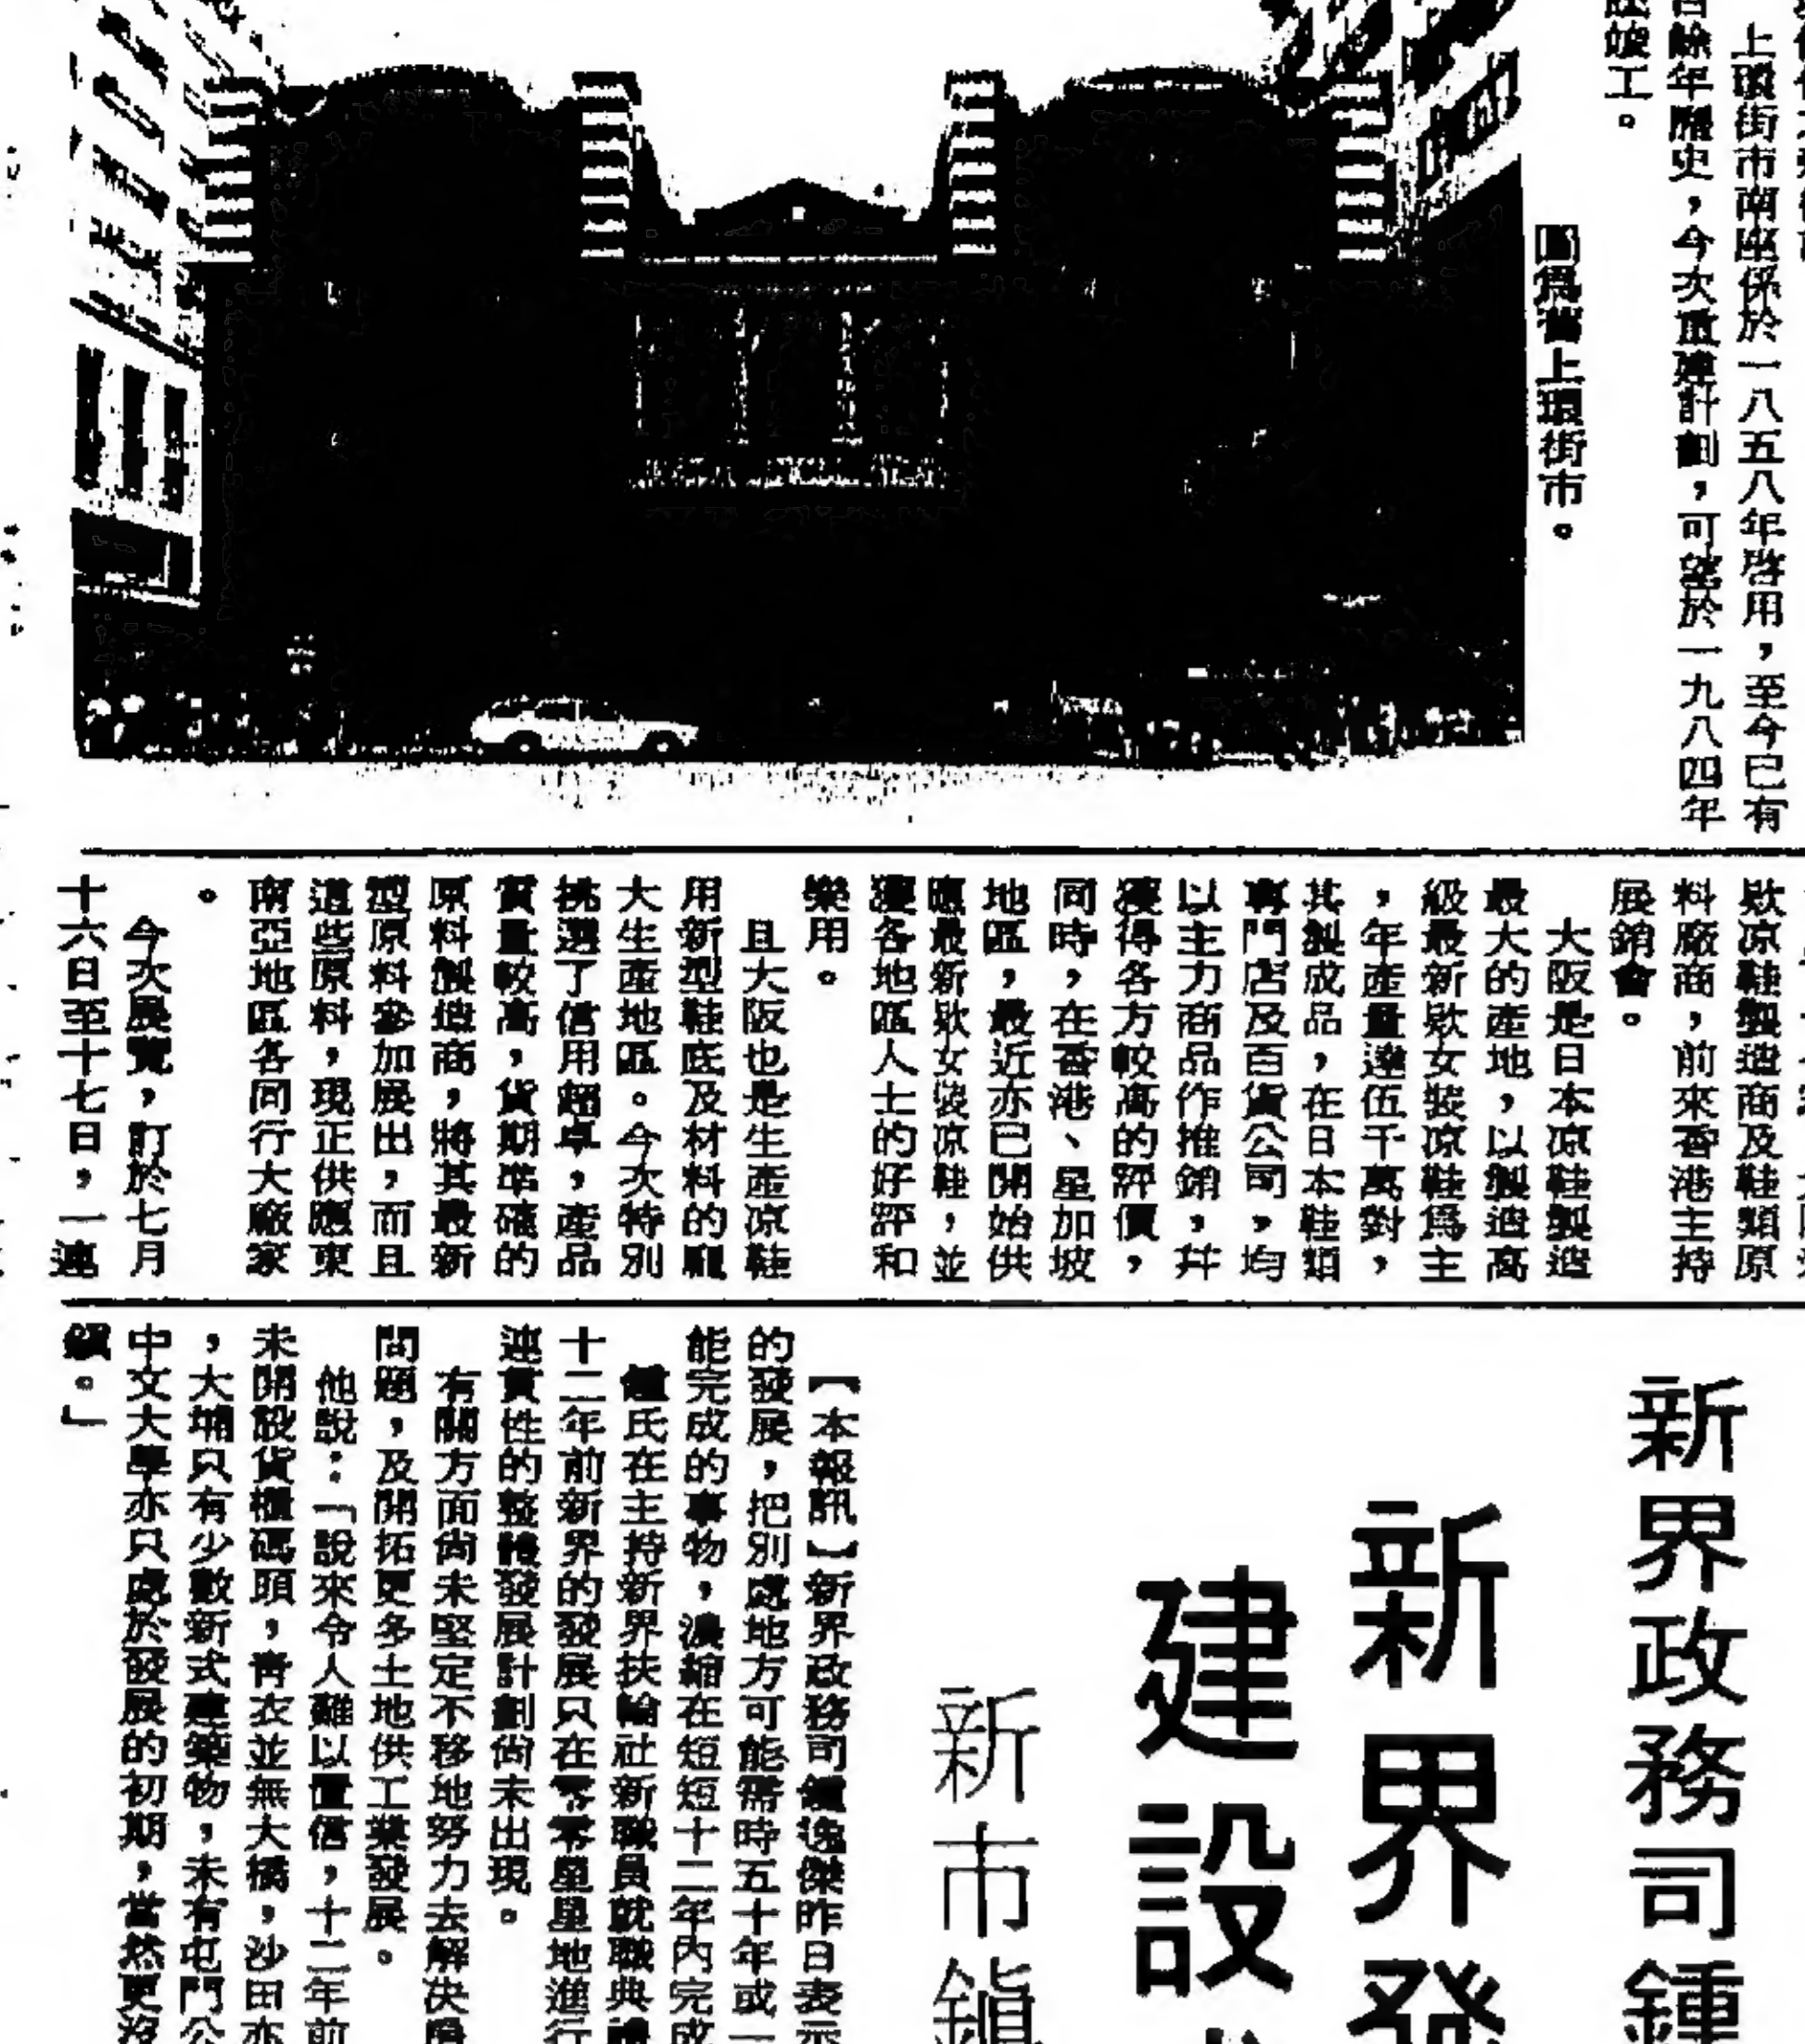 上環街市南座係於一八五八年啓用，至今已有
百餘年歷史，今次重建計劃，可望於一九八四年
竣工。
圖爲舊上環街市。
欵凉鞋製造商及鞋類原
料廠商，前來香港主持
展銷會。
大阪是日本凉鞋製造
最大的產地，以製造高
級最新欵女裝凉鞋爲主
，年產量達伍千萬對，
其製成品，在日本鞋類
專門店及百貨公司，均
以主力商品作推銷，幷
獲得各方較高的評價，
同時，在香港、星加坡
地區，最近亦已開始供
應最新欵女裝凉鞋，並
獲各地區人士的好評和
樂用。
且大阪也是生產凉鞋
用新型鞋底及材料的龐
大生產地區。今次特別
挑選了信用超卓，產品
質量較高，貨期準確的
原料製造商，將其最新
型原料參加展出，而且
這些原料，現正供應東
南亞地區各同行大廠家
。
今次展覽，訂於七月
十六日至十七日，一連
新界政務司鍾
新界發
建設
新市鎮
【本報訊】新界政務司鍾逸傑昨日表示
的發展，把別處地方可能需時五十年或一
能完成的事物，濃縮在短短十二年內完成
鍾氏在主持新界扶輪社新職員就職典禮
十二年前新界的發展只在零零星星地進行
連貫性的整體發展計劃尙未出現。
有關方面尙未堅定不移地努力去解決
問題，及開拓更多土地供工業發展。
他說：「說來令人難以置信，十二年前
未開設貨櫃碼頭，靑衣並無大橋，沙田亦
，大埔只有少數新式建築物，未有屯門公
中文大學亦只處於發展的初期，當然更沒
鎮。」